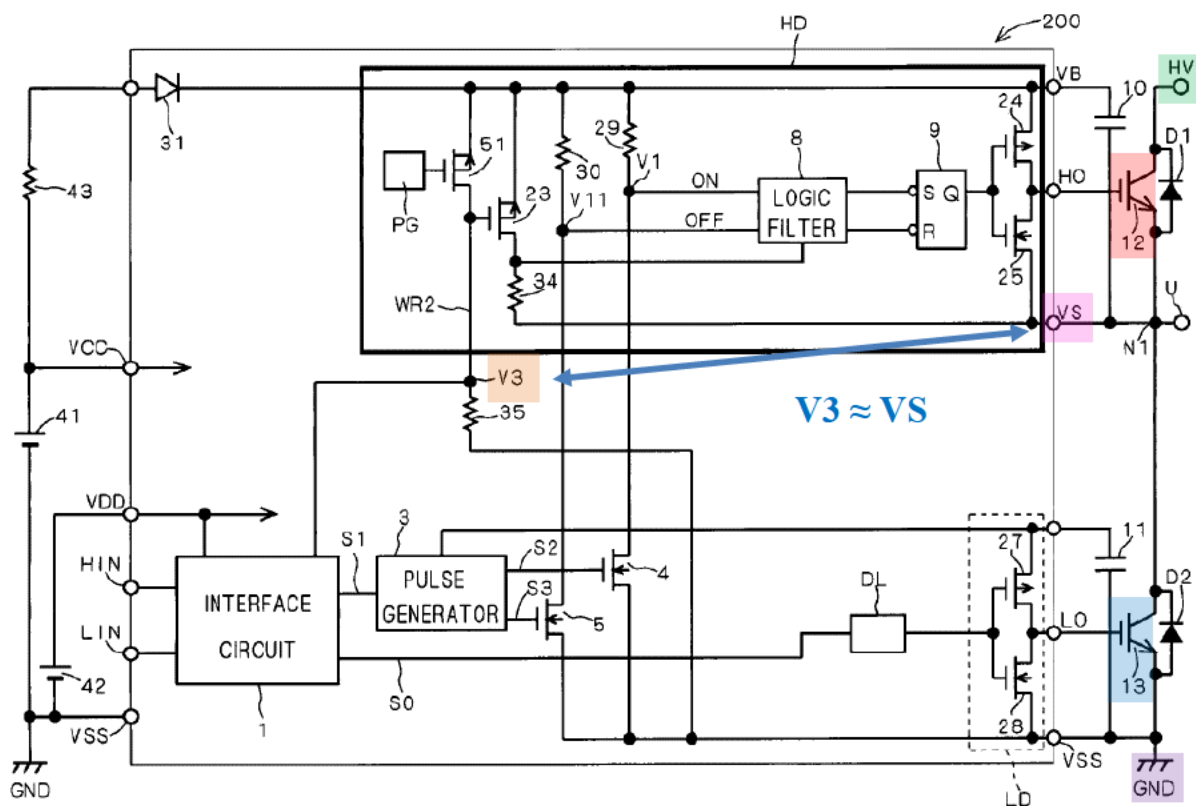 200
HD
VB
HV
31
24
10
29
51
8
9
D1
43
30
V1
ON
S Q
HO
LOGIC
FILTER
PG
23
V11
OFF
R
12
34
25
U
WR2
VS
N1
VCC
V3
35
41
V3 ≈ VS
VDD
3
27
11
S1
S2
HIN
PULSE
GENERATOR
4
D2
DL
INTERFACE
CIRCUIT
S3
5
LO
LIN
13
42
S0
28
VSS
1
VSS
GND
LD
GND